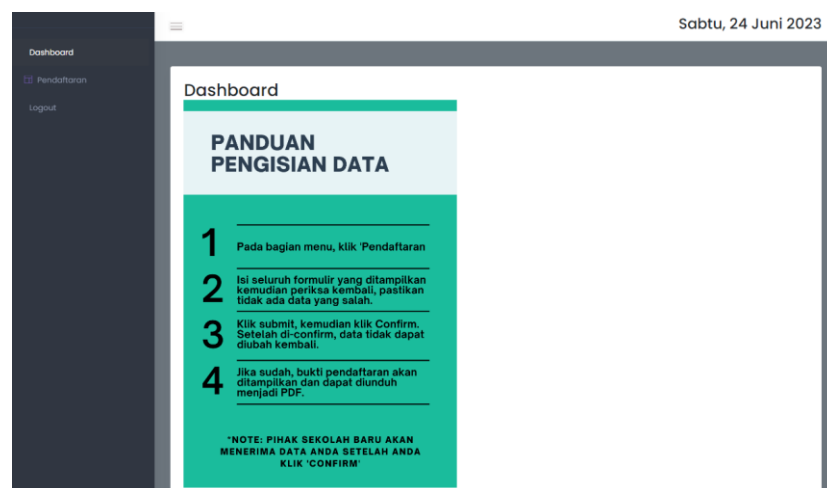 Sabtu, 24 Juni 2023
Dashboard
Pendaftaran
Logout
Dashboard
PANDUAN
PENGISIAN DATA
1
Pada bagian menu, klik 'Pendaftaran
2
Isi seluruh formulir yang ditampilkan
kemudian periksa kembali, pastikan
tidak ada data yang salah.
3
Klik submit, kemudian klik Confirm.
Setelah di-confirm, data tidak dapat
diubah kembali.
4
Jika sudah, bukti pendaftaran akan
ditampilkan dan dapat diunduh
menjadi PDF.
*NOTE: PIHAK SEKOLAH BARU AKAN
MENERIMA DATA ANDA SETELAH ANDA
KLIK 'CONFIRM'